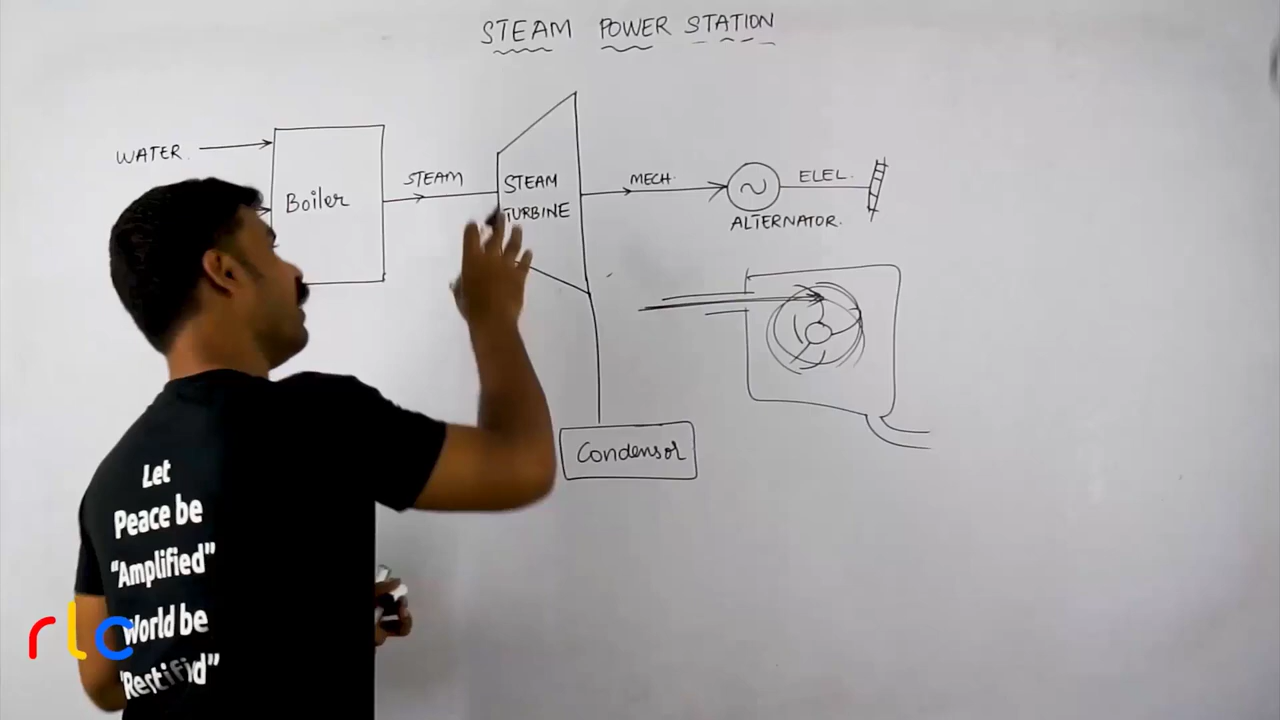 STEAM POWER STATION
WATER.
Boiler
STEAM
STEAM
TURBINE
MECH.
ELEL.
ALTERNATOR.
Condensor
Let
Peace be
"Amplified"
World be
"Rectified"
rlc